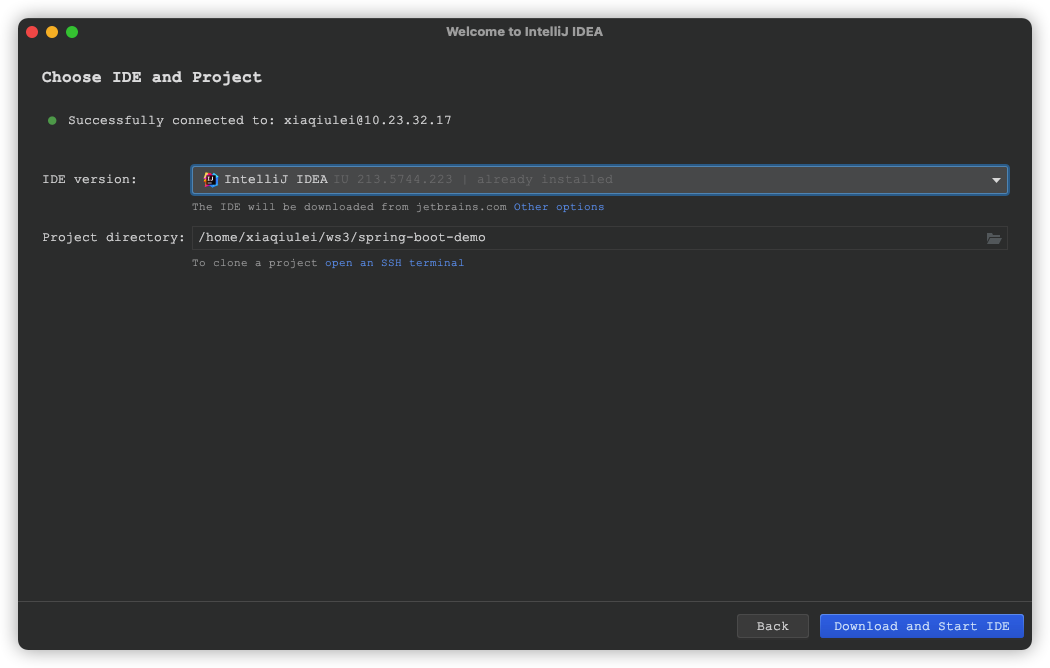 Welcome to IntelliJ IDEA
Choose IDE and Project
Successfully connected to: xiaqiulei@10.23.32.17
IDE version: IntelliJ IDEA IU 213.5744.223 | already installed
The IDE will be downloaded from jetbrains.com Other options
Project directory: /home/xiaqiulei/ws3/spring-boot-demo
To clone a project open an SSH terminal
Back Download and Start IDE